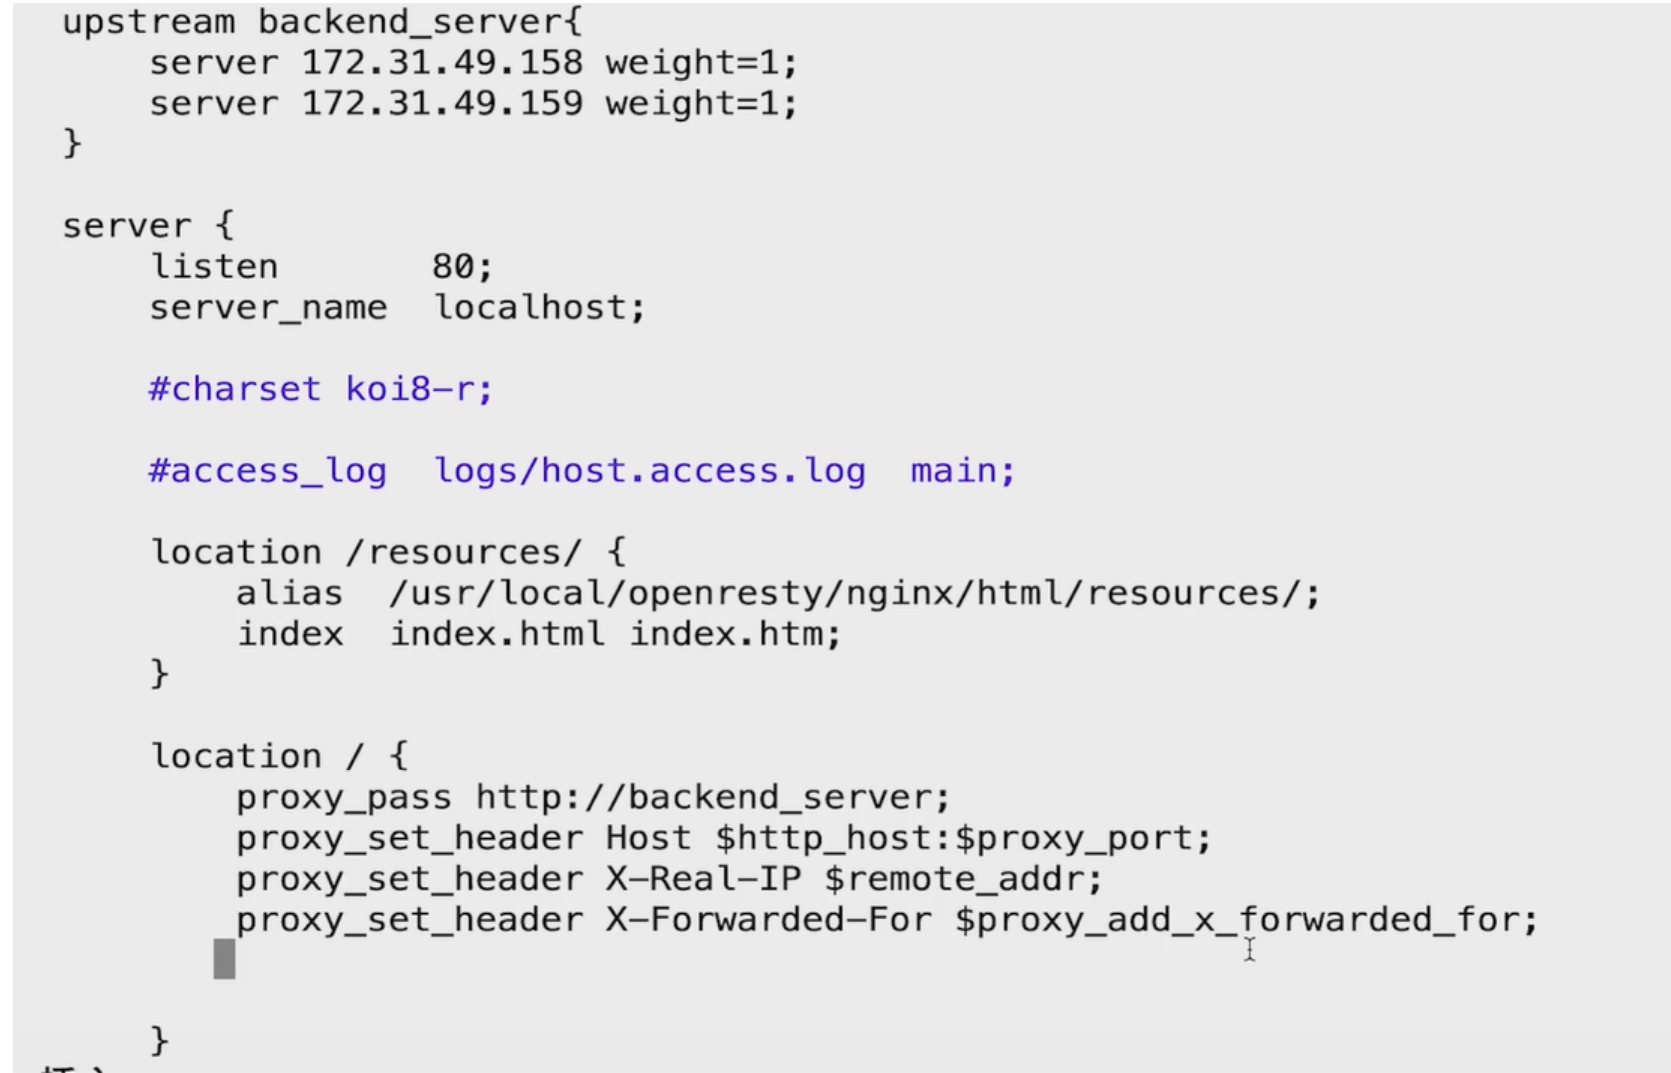 upstream backend_server{
server 172.31.49.158 weight=1;
server 172.31.49.159 weight=1;
}
server {
listen 80;
server_name localhost;
#charset koi8-r;
#access_log logs/host.access.log main;
location /resources/ {
alias /usr/local/openresty/nginx/html/resources/;
index index.html index.htm;
}
location / {
proxy_pass http://backend_server;
proxy_set_header Host $http_host:$proxy_port;
proxy_set_header X-Real-IP $remote_addr;
proxy_set_header X-Forwarded-For $proxy_add_x_forwarded_for;
}